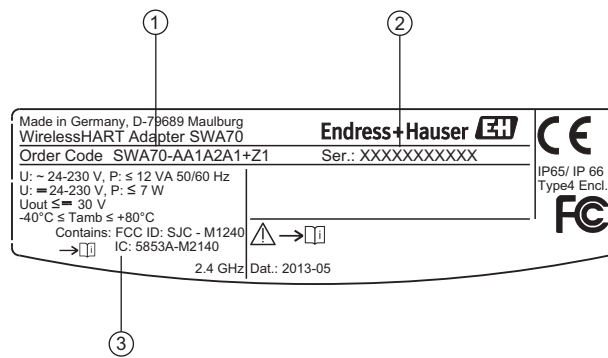 1 2
Made in Germany, D-79689 Maulburg
WirelessHART Adapter SWA70
Endress+Hauser EH
Order Code SWA70-AA1A2A1+Z1 Ser.: XXXXXXXXXXX
U: ~ 24-230 V, P: ≤ 12 VA 50/60 Hz
U: ⎓ 24-230 V, P: ≤ 7 W
Uout ≤ ⎓ 30 V
-40°C ≤ Tamb ≤ +80°C
Contains: FCC ID: SJC - M1240
IC: 5853A-M2140
2.4 GHz Dat.: 2013-05
CE
IP65/ IP 66
Type4 Encl.
FC
3